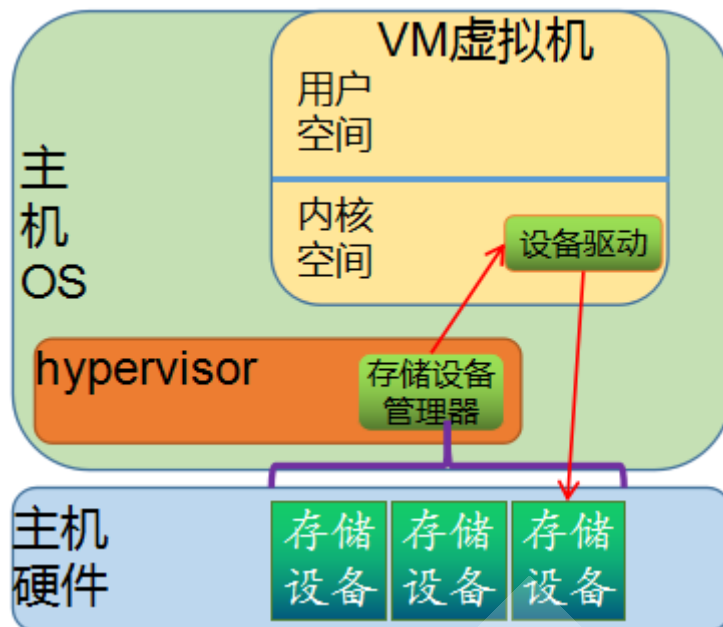 VM虚拟机
用户
空间
主
机
OS
内核
空间
设备驱动
hypervisor
存储设备
管理器
主机
硬件
存储
设备
存储
设备
存储
设备